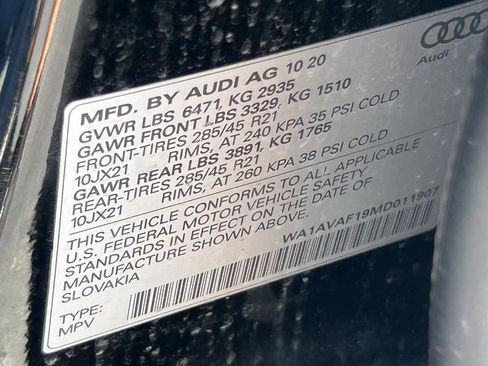 MFD. BY AUDI AG 10 20
GVWR LBS 6471, KG 2935
GAWR FRONT LBS 3329, KG 1510
FRONT-TIRES 285/45 R21
10JX21 RIMS, AT 240 KPA 35 PSI COLD
GAWR REAR LBS 3891, KG 1765
REAR-TIRES 285/45 R21
10JX21 RIMS, AT 260 KPA 38 PSI COLD
THIS VEHICLE CONFORMS TO ALL APPLICABLE
U.S. FEDERAL MOTOR VEHICLE SAFETY
STANDARDS IN EFFECT ON THE DATE OF
MANUFACTURE SHOWN ABOVE.
SLOVAKIA
WA1AVAF19MD011907
TYPE:
MPV
Audi